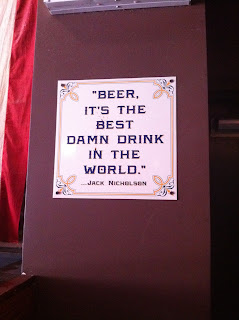 "BEER,
IT'S THE
BEST
DAMN DRINK
IN THE
WORLD."
...JACK NICHOLSON